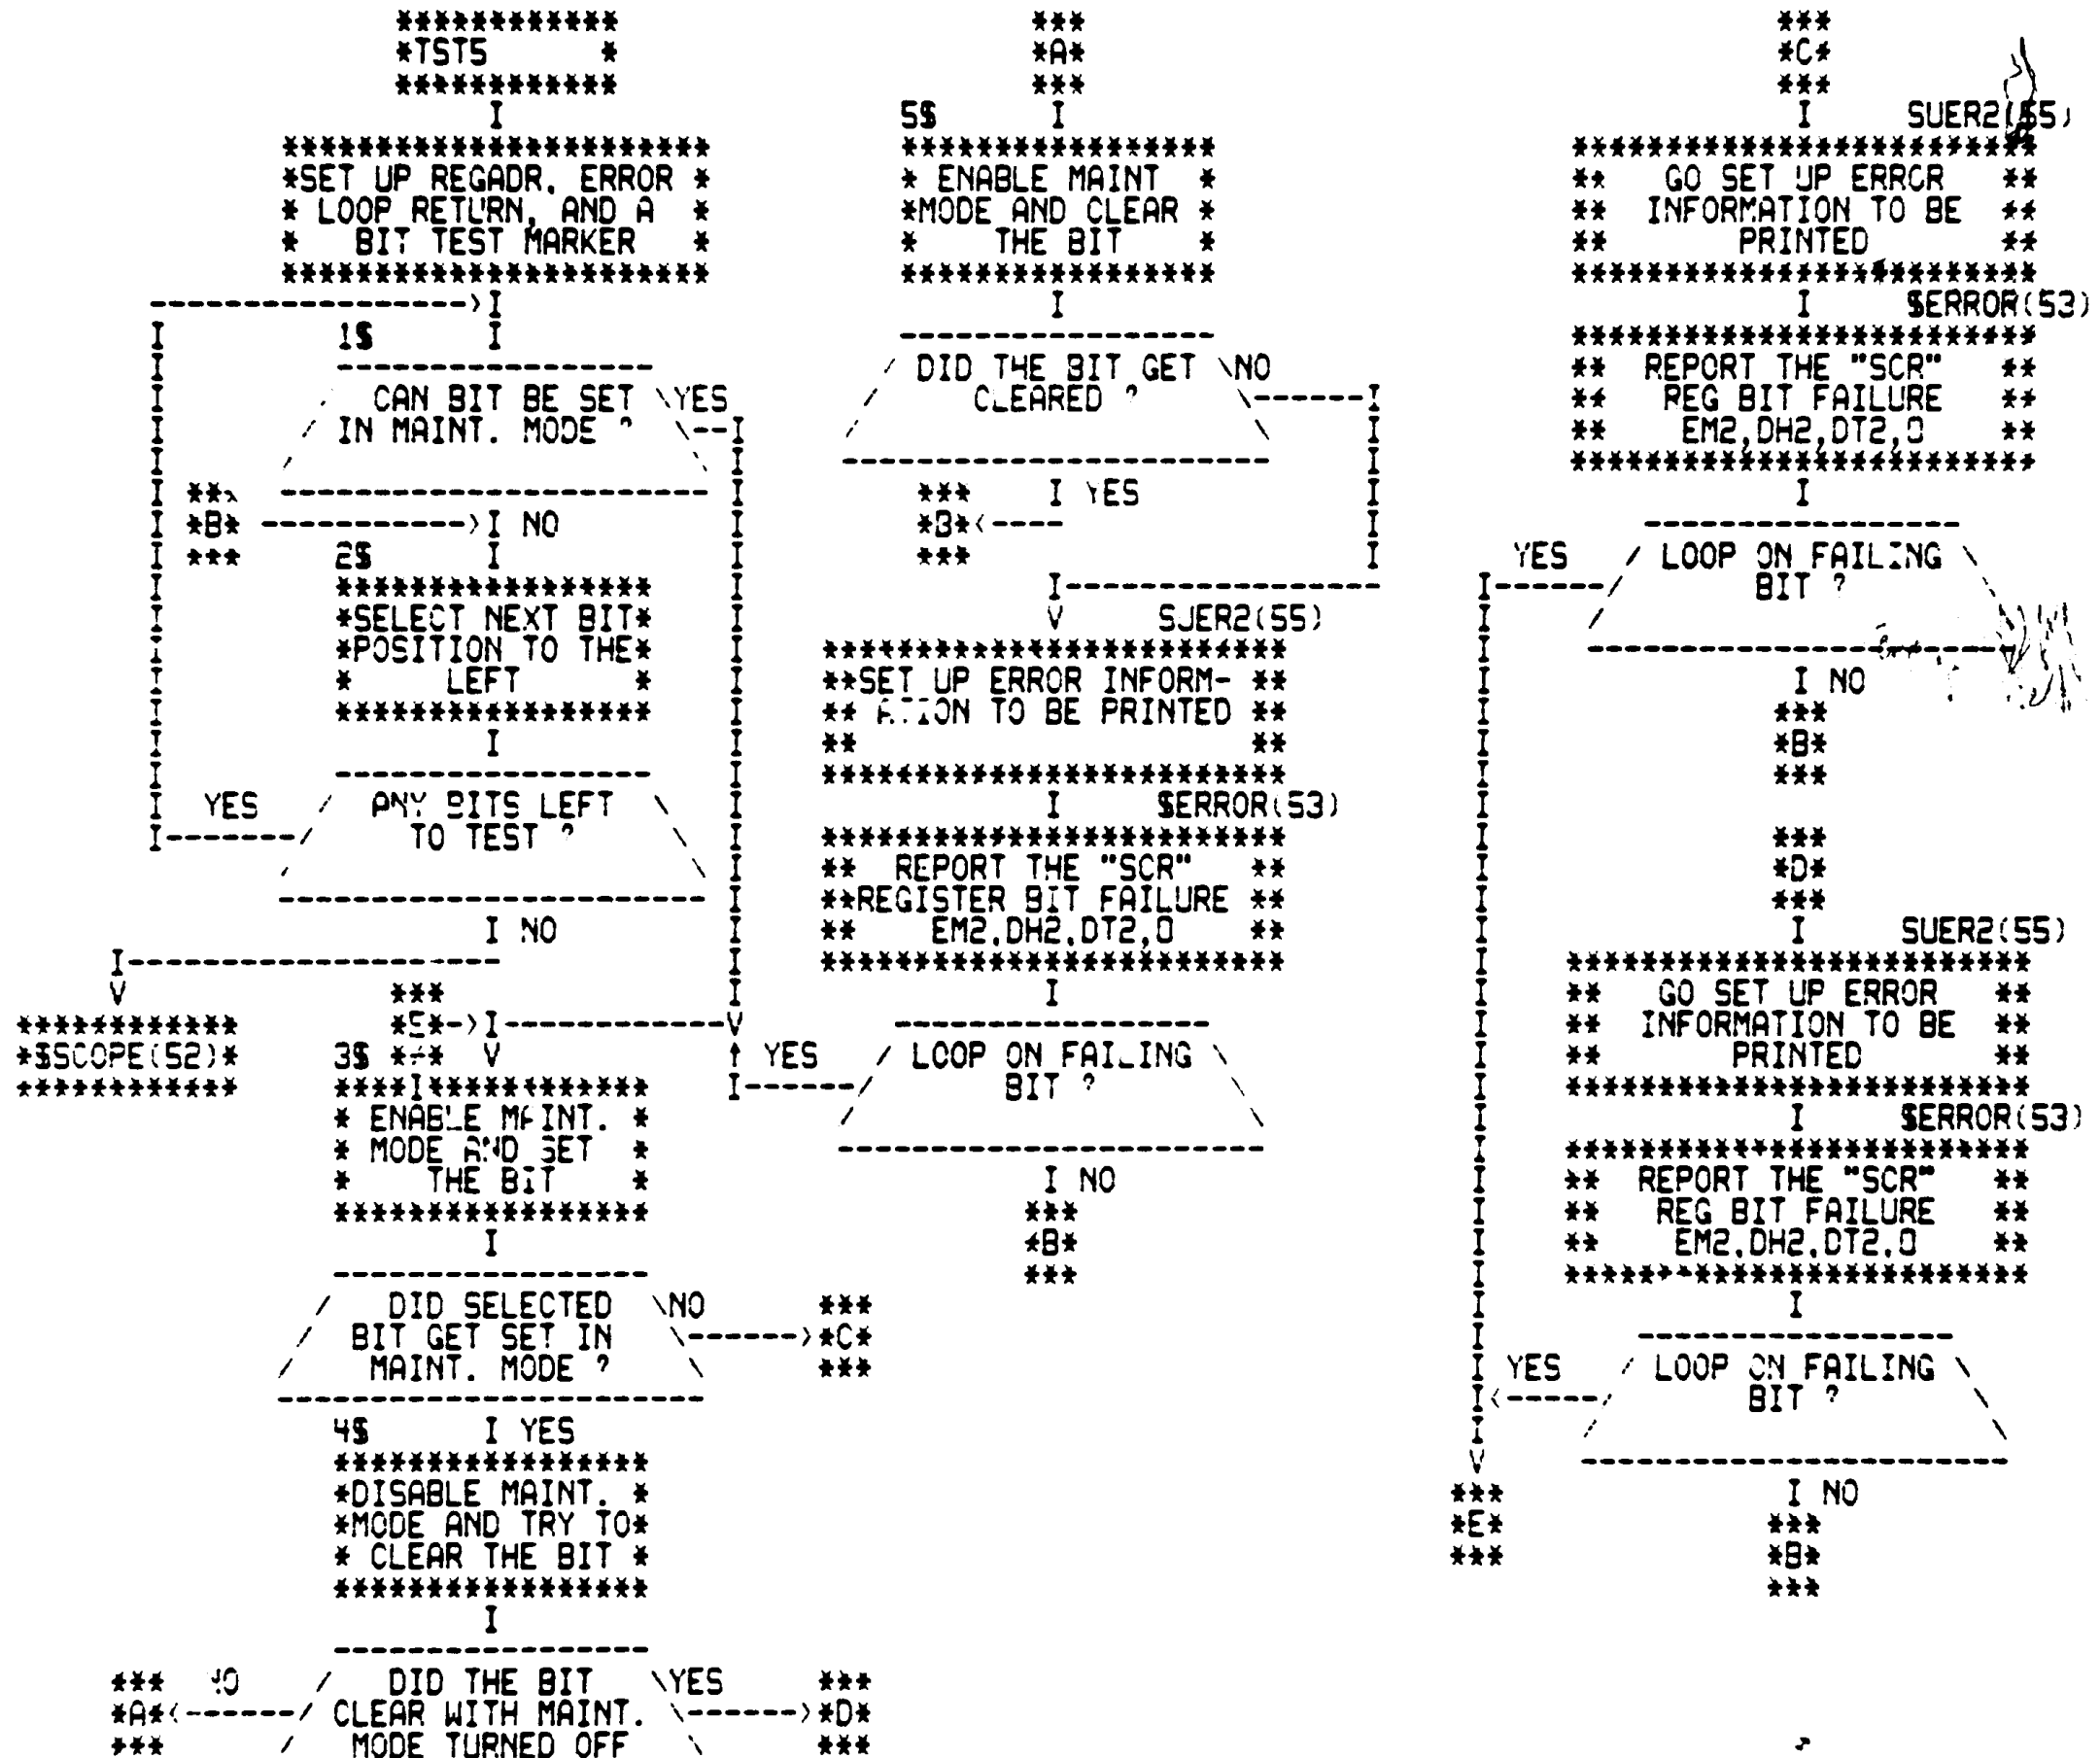 TST5
SET UP REGADR, ERROR
LOOP RETURN, AND A
BIT TEST MARKER
1$
CAN BIT BE SET
IN MAINT. MODE ?
YES
B
NO
2$
SELECT NEXT BIT
POSITION TO THE
LEFT
YES
ANY BITS LEFT
TO TEST ?
NO
$SCOPE(52)
E
3$
ENABLE MAINT.
MODE AND SET
THE BIT
DID SELECTED
BIT GET SET IN
MAINT. MODE ?
NO
C
4$
YES
DISABLE MAINT.
MODE AND TRY TO
CLEAR THE BIT
NO
A
DID THE BIT
CLEAR WITH MAINT.
MODE TURNED OFF
YES
D
A
5$
ENABLE MAINT
MODE AND CLEAR
THE BIT
DID THE BIT GET
CLEARED ?
NO
YES
B
SUER2(55)
SET UP ERROR INFORM-
ATION TO BE PRINTED
$ERROR(53)
REPORT THE "SCR"
REGISTER BIT FAILURE
EM2,DH2,DT2,0
YES
LOOP ON FAILING
BIT ?
NO
B
C
SUER2(55)
GO SET UP ERROR
INFORMATION TO BE
PRINTED
$ERROR(53)
REPORT THE "SCR"
REG BIT FAILURE
EM2,DH2,DT2,0
YES
LOOP ON FAILING
BIT ?
NO
B
D
SUER2(55)
GO SET UP ERROR
INFORMATION TO BE
PRINTED
$ERROR(53)
REPORT THE "SCR"
REG BIT FAILURE
EM2,DH2,DT2,0
YES
LOOP ON FAILING
BIT ?
E
NO
B